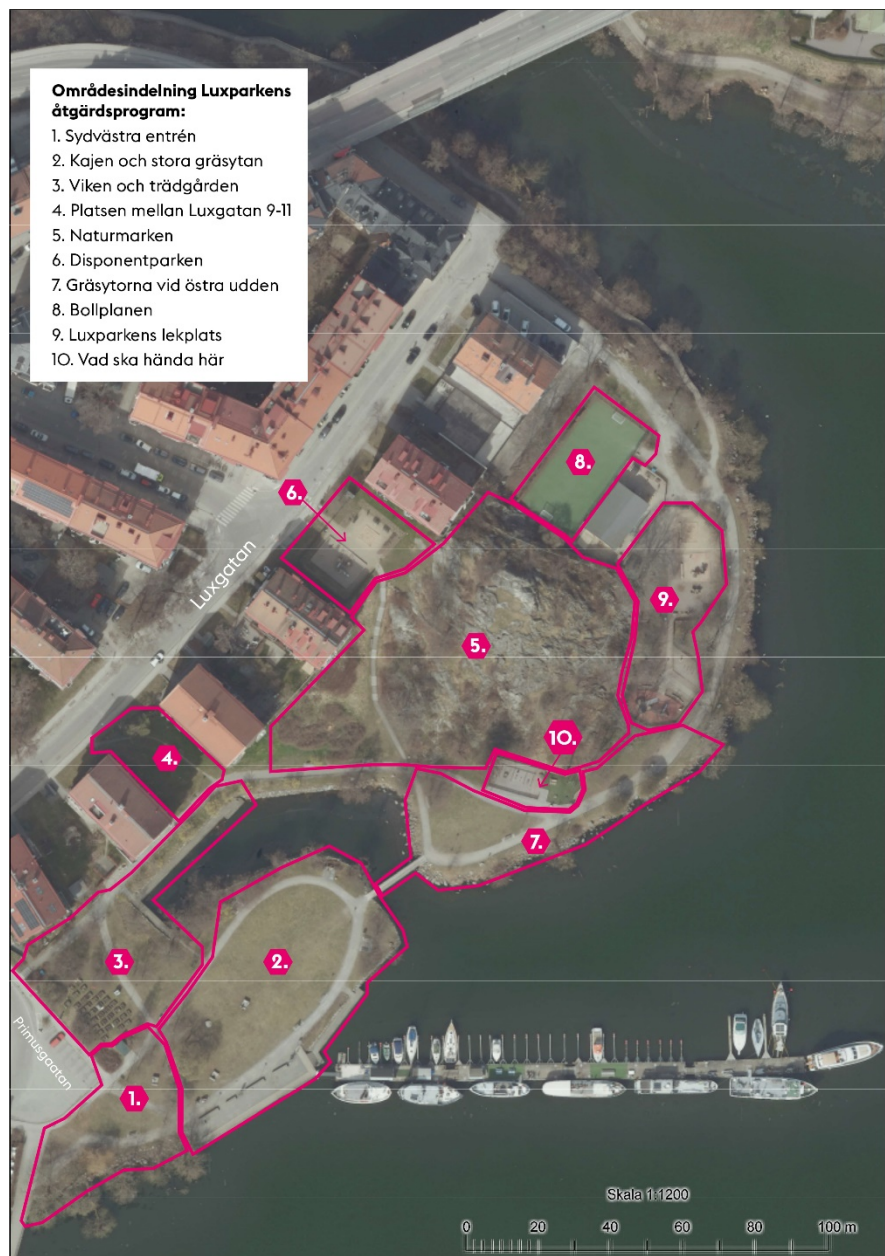 Områdesindelning Luxparkens
åtgärdsprogram:
1. Sydvästra entrén
2. Kajen och stora gräsytan
3. Viken och trädgården
4. Platsen mellan Luxgatan 9-11
5. Naturmarken
6. Disponentparken
7. Gräsytorna vid östra udden
8. Bollplanen
9. Luxparkens lekplats
10. Vad ska hända här
8.
6.
Luxgatan
9.
5.
10.
4.
7.
3.
2.
Primusgaatan
1.
Skala 1:1200
0 20 40 60 80 100 m